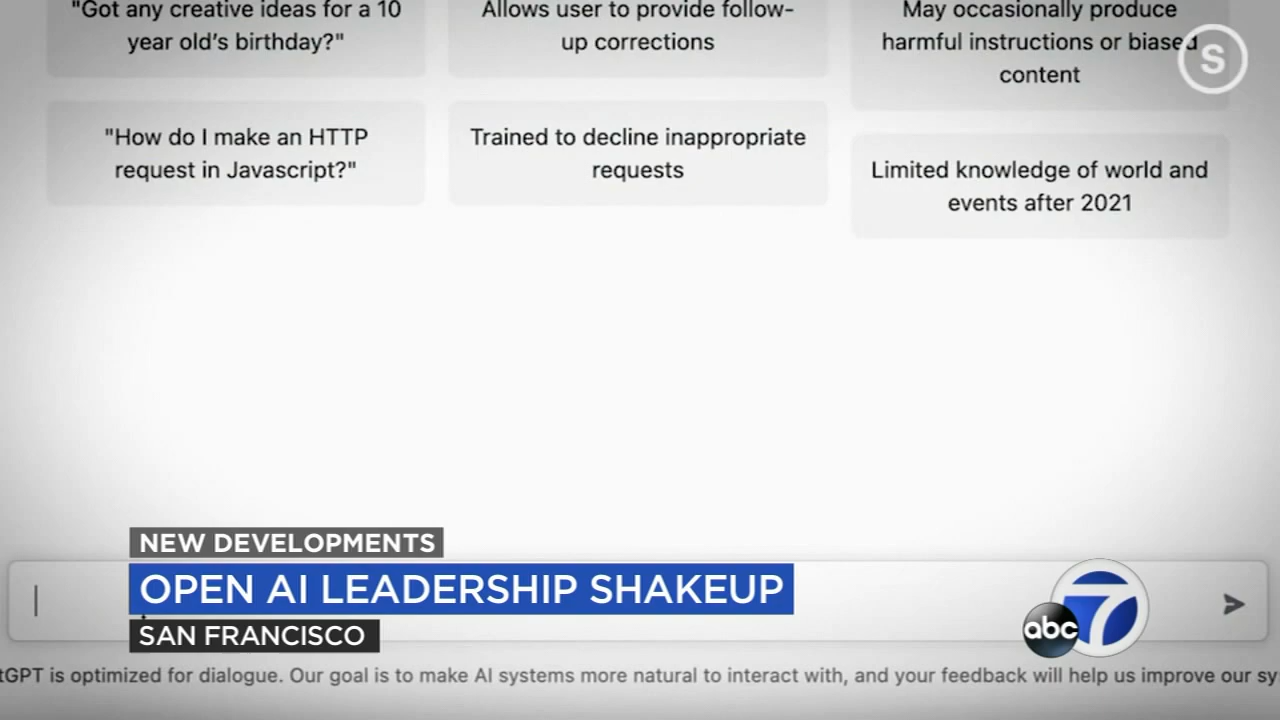 "Got any creative ideas for a 10
year old's birthday?"
Allows user to provide follow-
up corrections
May occasionally produce
harmful instructions or biased
content
S
"How do I make an HTTP
request in Javascript?"
Trained to decline inappropriate
requests
Limited knowledge of world and
events after 2021
NEW DEVELOPMENTS
OPEN AI LEADERSHIP SHAKEUP
SAN FRANCISCO
abc 7
tGPT is optimized for dialogue. Our goal is to make AI systems more natural to interact with, and your feedback will help us improve our sy